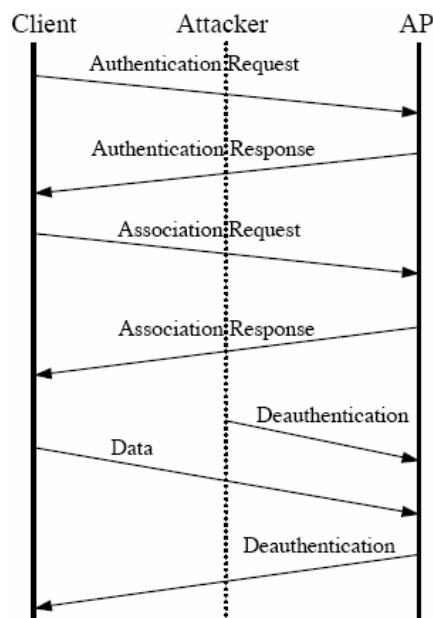 Client Attacker AP
Authentication Request
Authentication Response
Association Request
Association Response
Deauthentication
Data
Deauthentication